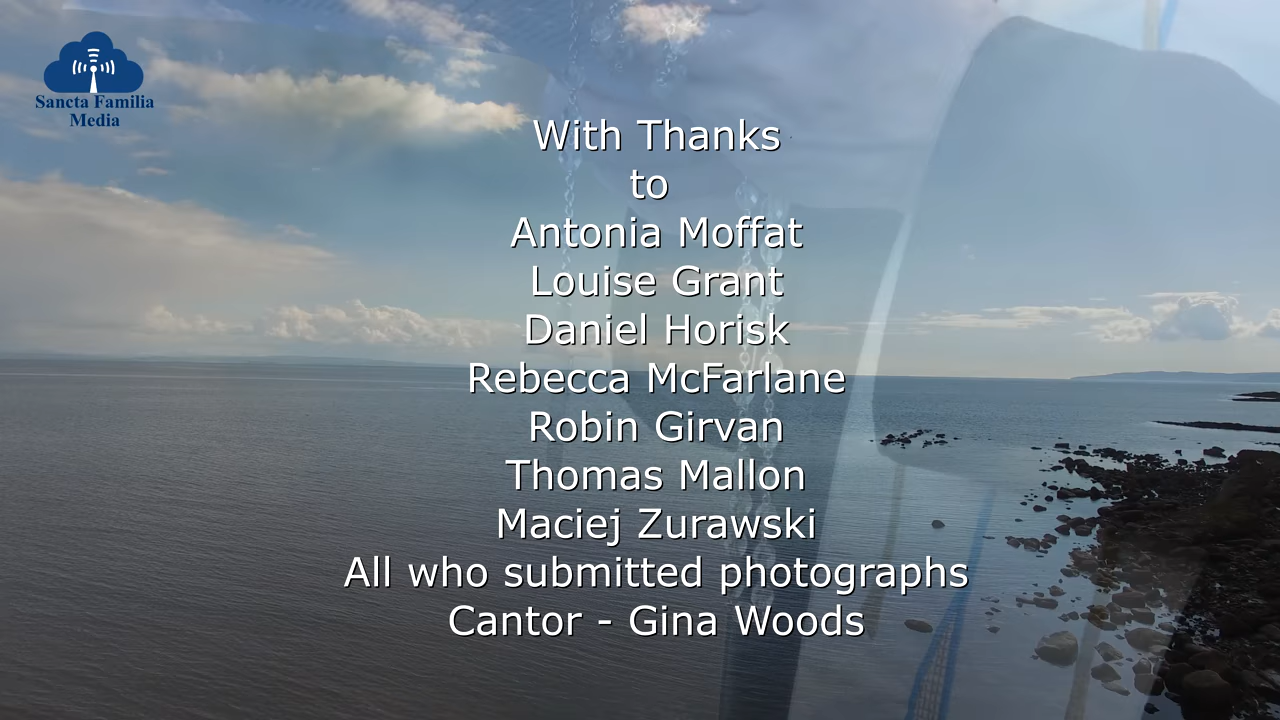 Sancta Familia
Media
With Thanks
to
Antonia Moffat
Louise Grant
Daniel Horisk
Rebecca McFarlane
Robin Girvan
Thomas Mallon
Maciej Zurawski
All who submitted photographs
Cantor - Gina Woods